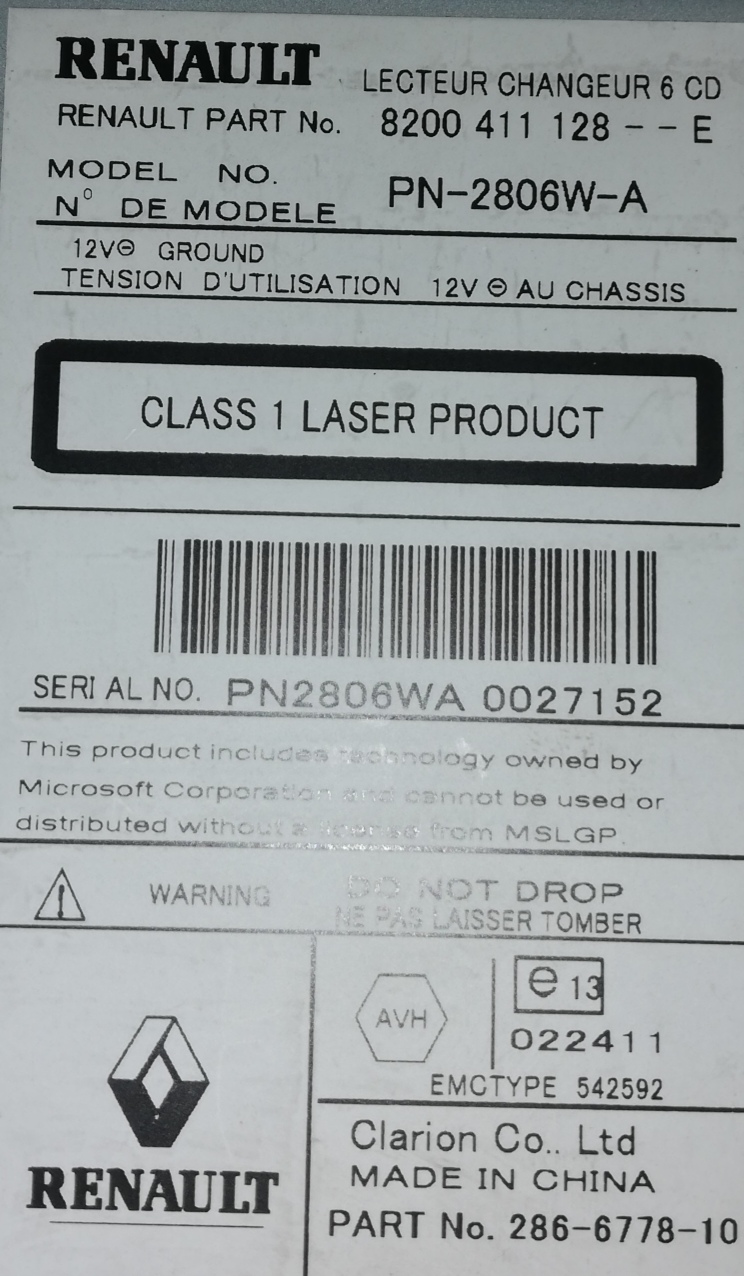 RENAULT LECTEUR CHANGEUR 6 CD
RENAULT PART No. 8200 411 128 - - E
MODEL NO.
N° DE MODELE PN-2806W-A
12V⊖ GROUND
TENSION D'UTILISATION 12V ⊖ AU CHASSIS
CLASS 1 LASER PRODUCT
SERIAL NO. PN2806WA 0027152
This product includes technology owned by
Microsoft Corporation and cannot be used or
distributed without a license from MSLGP.
WARNING DO NOT DROP
NE PAS LAISSER TOMBER
AVH
e 13
022411
EMCTYPE 542592
RENAULT
Clarion Co.. Ltd
MADE IN CHINA
PART No. 286-6778-10